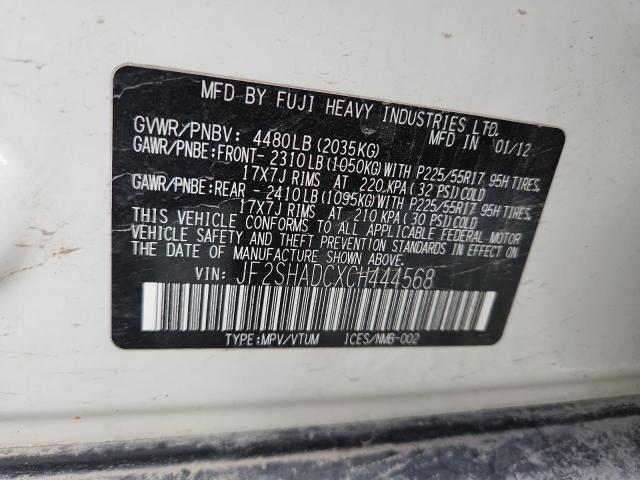 MFD BY FUJI HEAVY INDUSTRIES LTD.
MFD IN 01/12
GVWR/PNBV: 4480LB(2035KG)
GAWR/PNBE:FRONT- 2310LB(1050KG)WITH P225/55R17 95H TIRES,
17X7J RIMS AT 220.KPA(32 PSI)COLD
GAWR/PNBE:REAR - 2410LB(1095KG)WITH P225/55R17 95H TIRES,
17X7J RIMS AT 210 KPA(30 PSI)COLD
THIS VEHICLE CONFORMS TO ALL APPLICABLE FEDERAL MOTOR
VEHICLE SAFETY AND THEFT PREVENTION STANDARDS IN EFFECT ON
THE DATE OF MANUFACTURE SHOWN ABOVE.
VIN: JF2SHADCXCH444568
TYPE:MPV/VTUM ICES/NMB-002